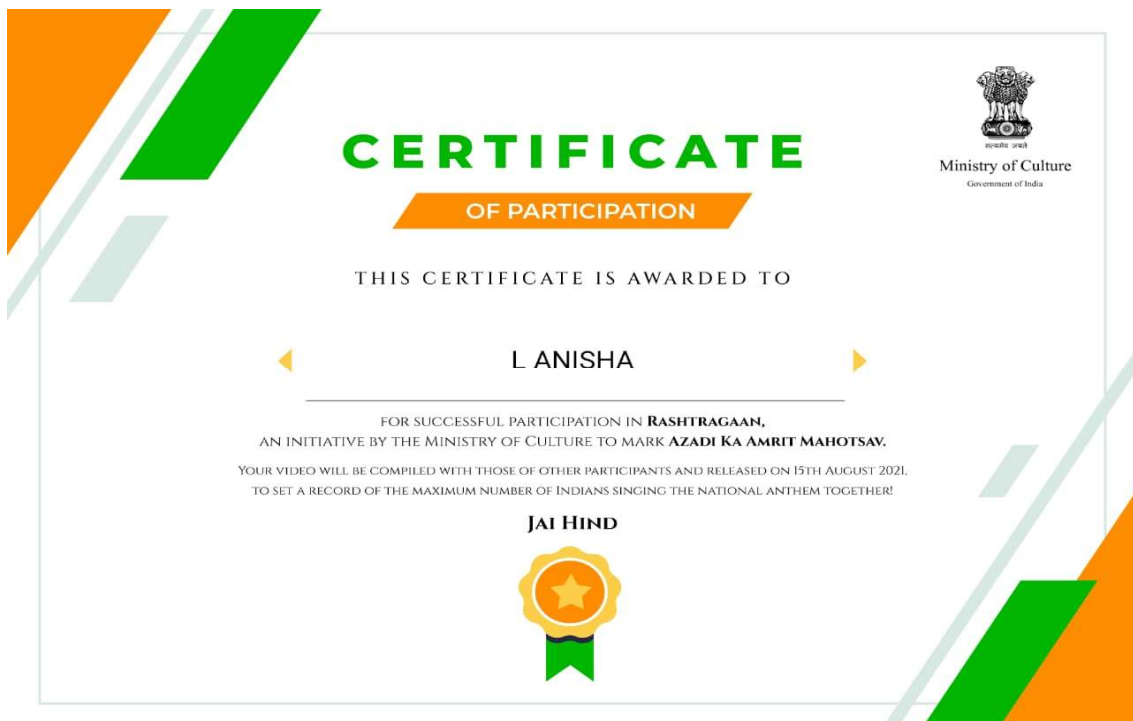 CERTIFICATE
OF PARTICIPATION
सत्यमेव जयते
Ministry of Culture
Government of India
THIS CERTIFICATE IS AWARDED TO
L ANISHA
FOR SUCCESSFUL PARTICIPATION IN RASHTRAGAAN,
AN INITIATIVE BY THE MINISTRY OF CULTURE TO MARK AZADI KA AMRIT MAHOTSAV.
YOUR VIDEO WILL BE COMPILED WITH THOSE OF OTHER PARTICIPANTS AND RELEASED ON 15TH AUGUST 2021,
TO SET A RECORD OF THE MAXIMUM NUMBER OF INDIANS SINGING THE NATIONAL ANTHEM TOGETHER!
JAI HIND